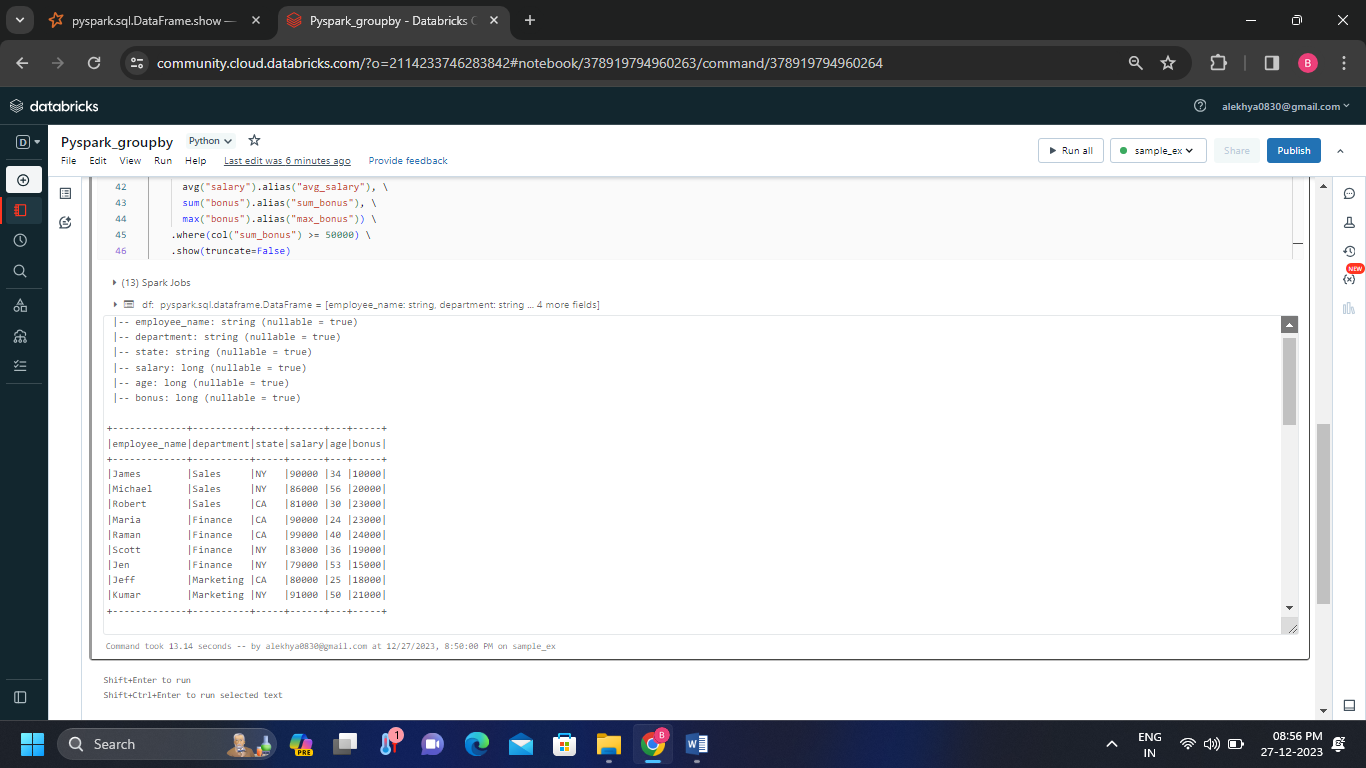 pyspark.sql.DataFrame.show —
Pyspark_groupby - Databricks C
community.cloud.databricks.com/?o=2114233746283842#notebook/378919794960263/command/378919794960264
B
databricks
alekhya0830@gmail.com
D
Pyspark_groupby
Python
File Edit View Run Help Last edit was 6 minutes ago Provide feedback
Run all
sample_ex
Share
Publish
NEW
42 avg("salary").alias("avg_salary"), \
43 sum("bonus").alias("sum_bonus"), \
44 max("bonus").alias("max_bonus")) \
45 .where(col("sum_bonus") >= 50000) \
46 .show(truncate=False)
(13) Spark Jobs
df: pyspark.sql.dataframe.DataFrame = [employee_name: string, department: string ... 4 more fields]
|-- employee_name: string (nullable = true)
|-- department: string (nullable = true)
|-- state: string (nullable = true)
|-- salary: long (nullable = true)
|-- age: long (nullable = true)
|-- bonus: long (nullable = true)
+-------------+----------+-----+------+---+-----+
|employee_name|department|state|salary|age|bonus|
+-------------+----------+-----+------+---+-----+
|James        |Sales     |NY   |90000 |34 |10000|
|Michael      |Sales     |NY   |86000 |56 |20000|
|Robert       |Sales     |CA   |81000 |30 |23000|
|Maria        |Finance   |CA   |90000 |24 |23000|
|Raman        |Finance   |CA   |99000 |40 |24000|
|Scott        |Finance   |NY   |83000 |36 |19000|
|Jen          |Finance   |NY   |79000 |53 |15000|
|Jeff         |Marketing |CA   |80000 |25 |18000|
|Kumar        |Marketing |NY   |91000 |50 |21000|
+-------------+----------+-----+------+---+-----+
Command took 13.14 seconds -- by alekhya0830@gmail.com at 12/27/2023, 8:50:00 PM on sample_ex
Shift+Enter to run
Shift+Ctrl+Enter to run selected text
Search
PRE
1
B
ENG
IN
08:56 PM
27-12-2023